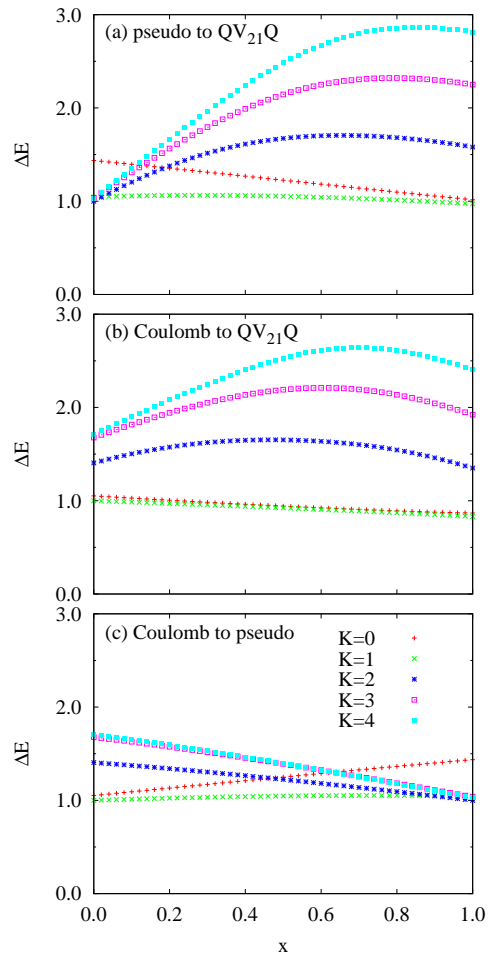 3.0
(a) pseudo to QV₂₁Q
2.0
ΔE
1.0
0.0
3.0
(b) Coulomb to QV₂₁Q
2.0
ΔE
1.0
0.0
3.0
(c) Coulomb to pseudo
K=0
K=1
K=2
K=3
K=4
2.0
ΔE
1.0
0.0
0.0 0.2 0.4 0.6 0.8 1.0
x